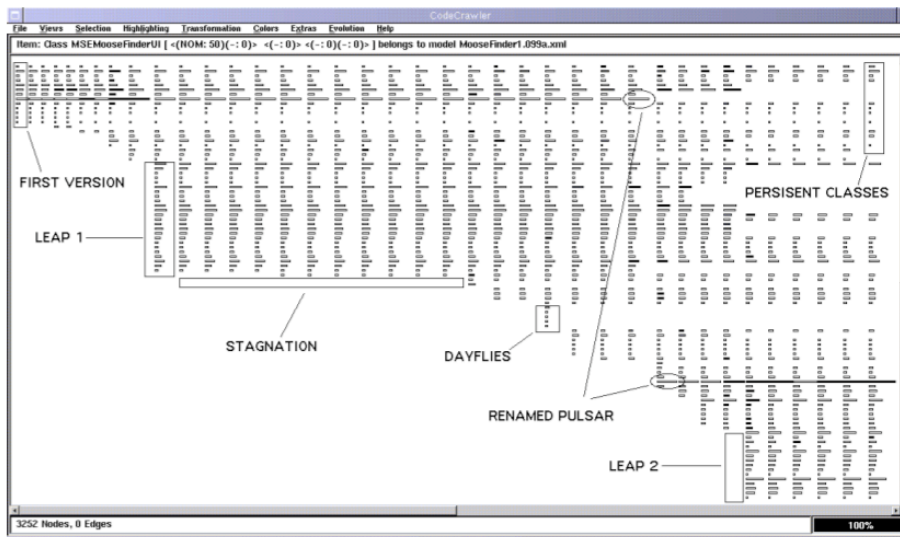 CodeCrawler
File Views Selection Highlighting Transformation Colors Extras Evolution Help
Item: Class MSEMooseFinderUI [ <(NOM: 50)(-: 0)> <(-: 0)> <(-: 0)(-: 0)> ] belongs to model MooseFinder1.099a.xml
FIRST VERSION
PERSISENT CLASSES
LEAP 1
STAGNATION
DAYFLIES
RENAMED PULSAR
LEAP 2
3252 Nodes, 0 Edges
100%